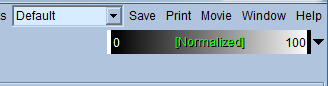 Default Save Print Movie Window Help
0 [Normalized] 100